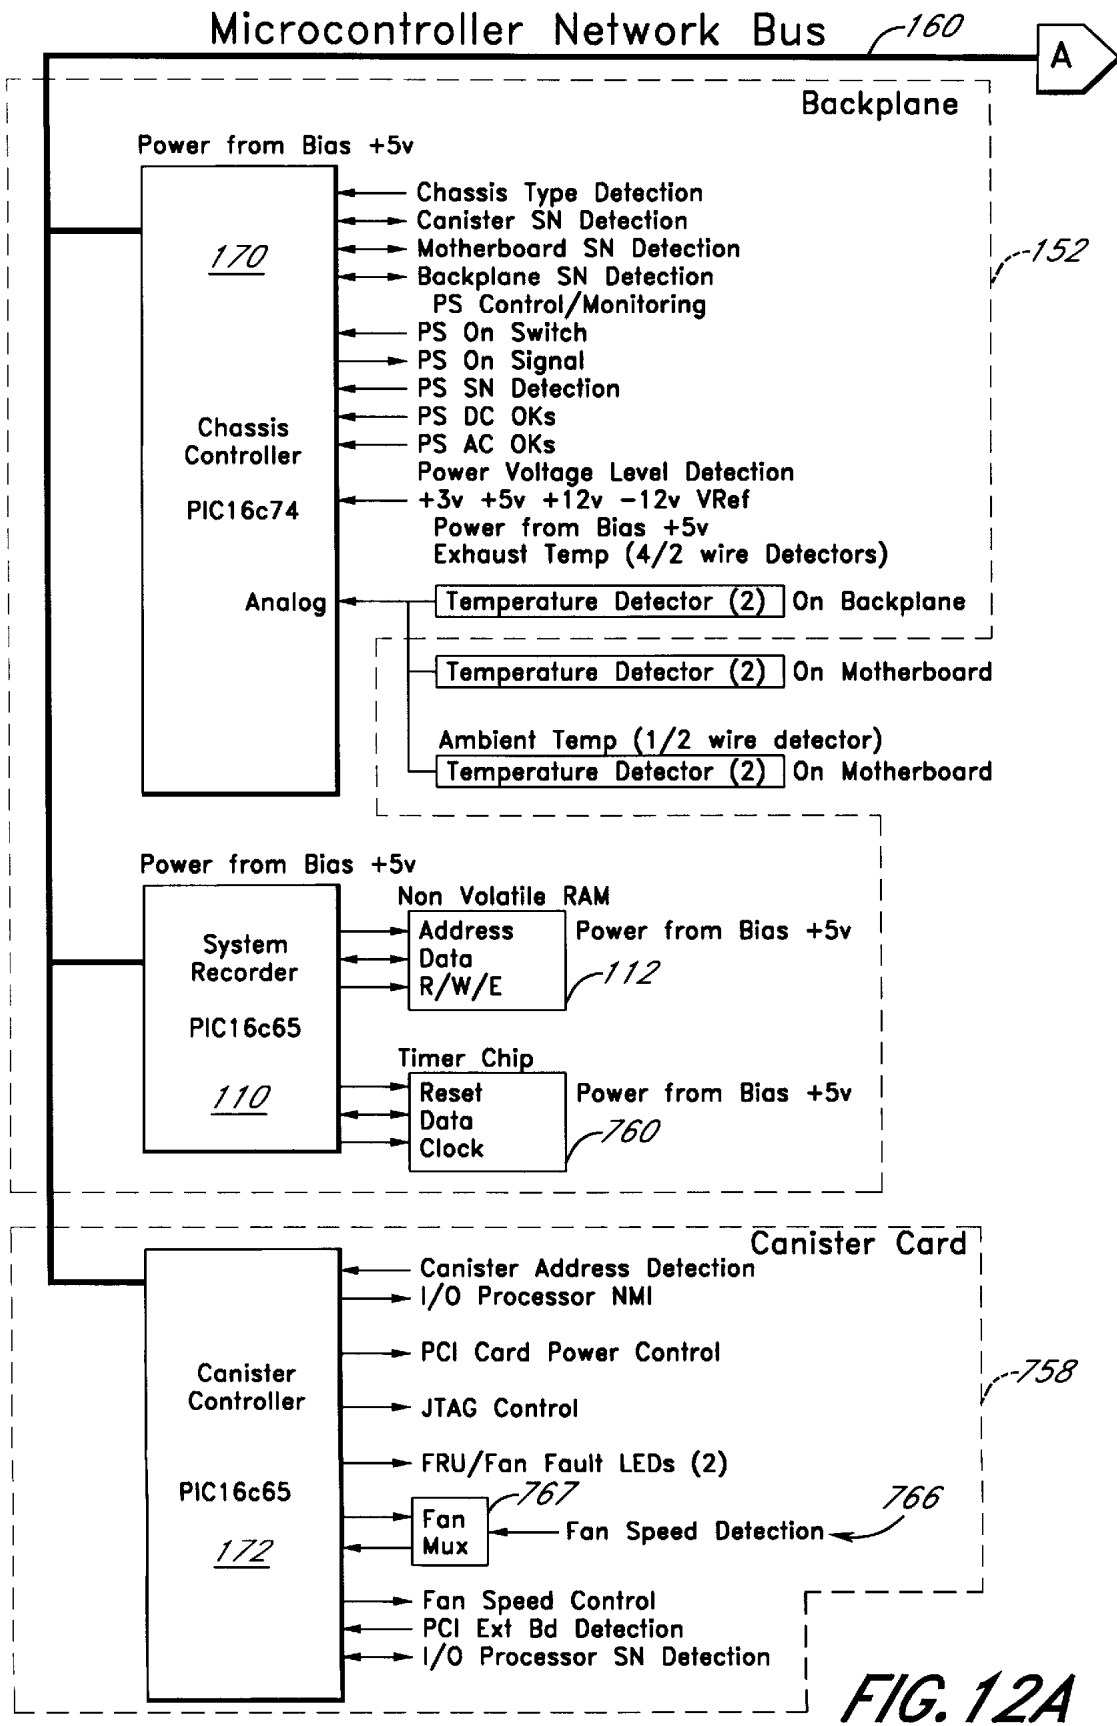 Microcontroller Network Bus
160
A
Backplane
Power from Bias +5v
Chassis Type Detection
Canister SN Detection
170
Motherboard SN Detection
152
Backplane SN Detection
PS Control/Monitoring
PS On Switch
PS On Signal
PS SN Detection
PS DC OKs
Chassis
Controller
PS AC OKs
Power Voltage Level Detection
+3v +5v +12v -12v VRef
PIC16c74
Power from Bias +5v
Exhaust Temp (4/2 wire Detectors)
Analog
Temperature Detector (2) On Backplane
Temperature Detector (2) On Motherboard
Ambient Temp (1/2 wire detector)
Temperature Detector (2) On Motherboard
Power from Bias +5v
Non Volatile RAM
System
Recorder
Address
Power from Bias +5v
Data
112
R/W/E
PIC16c65
Timer Chip
110
Reset
Power from Bias +5v
Data
760
Clock
Canister Card
Canister Address Detection
I/O Processor NMI
PCI Card Power Control
Canister
Controller
758
JTAG Control
FRU/Fan Fault LEDs (2)
PIC16c65
767
766
Fan
Mux
Fan Speed Detection
172
Fan Speed Control
PCI Ext Bd Detection
I/O Processor SN Detection
FIG. 12A